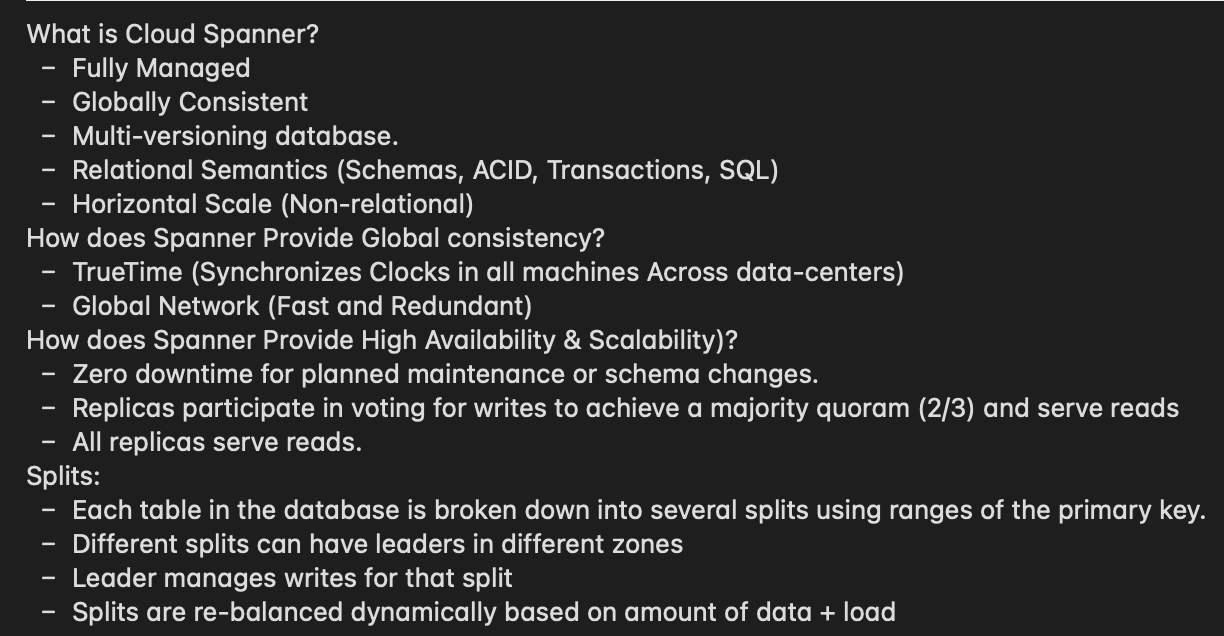 What is Cloud Spanner?
– Fully Managed
– Globally Consistent
– Multi-versioning database.
– Relational Semantics (Schemas, ACID, Transactions, SQL)
– Horizontal Scale (Non-relational)
How does Spanner Provide Global consistency?
– TrueTime (Synchronizes Clocks in all machines Across data-centers)
– Global Network (Fast and Redundant)
How does Spanner Provide High Availability & Scalability)?
– Zero downtime for planned maintenance or schema changes.
– Replicas participate in voting for writes to achieve a majority quoram (2/3) and serve reads
– All replicas serve reads.
Splits:
– Each table in the database is broken down into several splits using ranges of the primary key.
– Different splits can have leaders in different zones
– Leader manages writes for that split
– Splits are re-balanced dynamically based on amount of data + load